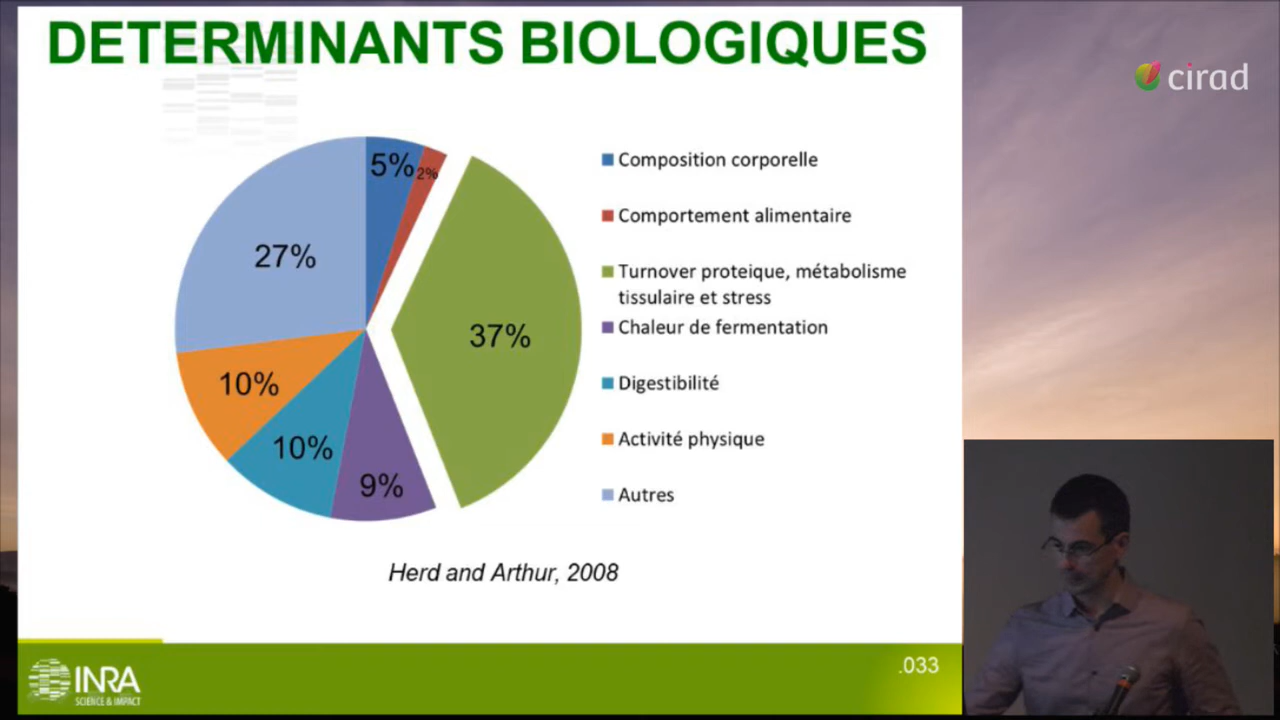 DETERMINANTS BIOLOGIQUES
cirad
5%
2%
27%
37%
10%
10%
9%
Composition corporelle
Comportement alimentaire
Turnover proteique, métabolisme
tissulaire et stress
Chaleur de fermentation
Digestibilité
Activité physique
Autres
Herd and Arthur, 2008
INRA
SCIENCE & IMPACT
.033